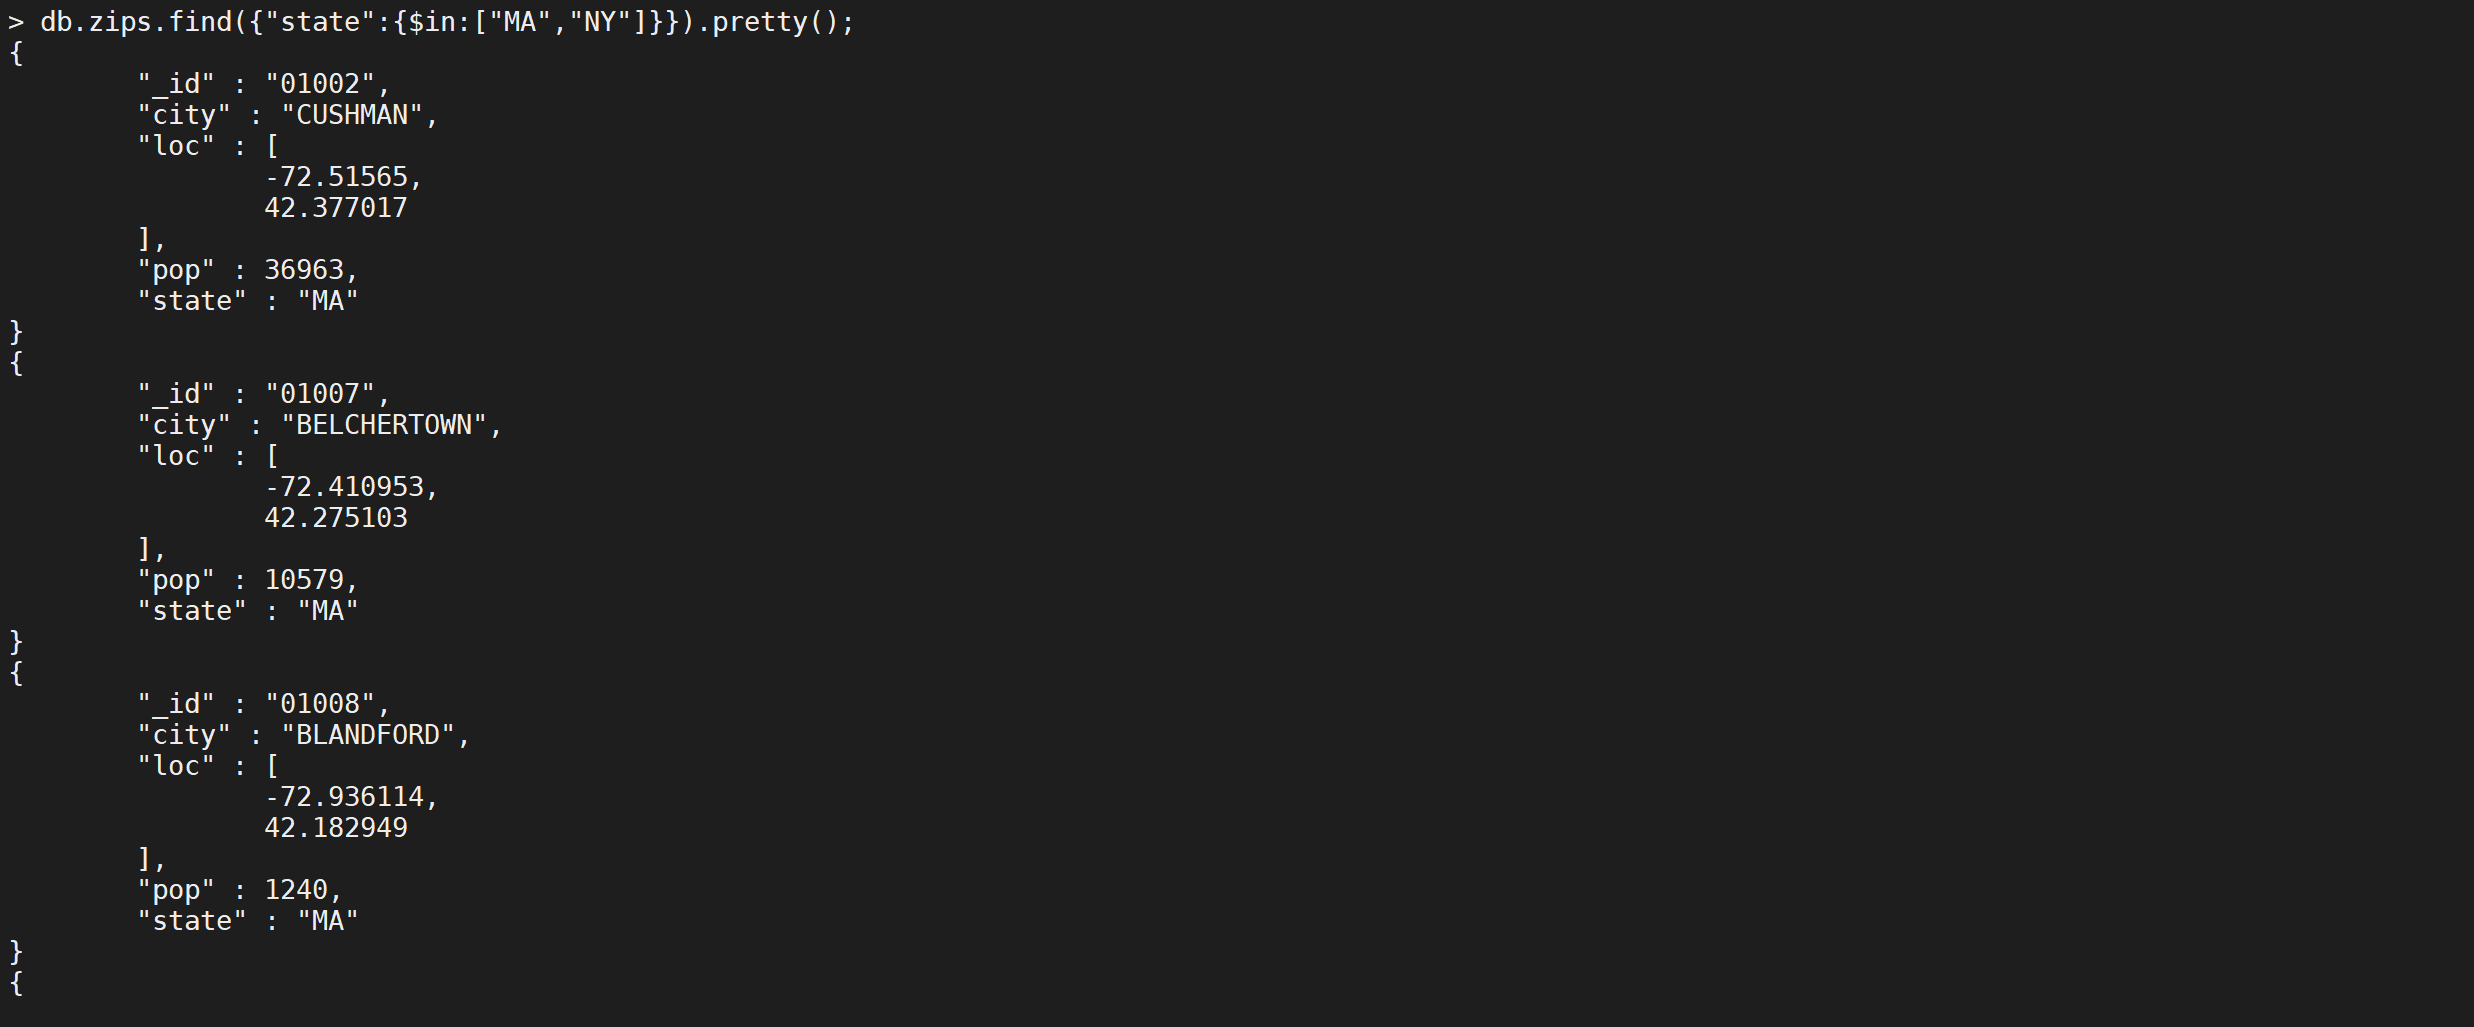 > db.zips.find({"state":{$in:["MA","NY"]}}).pretty();
{
        "_id" : "01002",
        "city" : "CUSHMAN",
        "loc" : [
                -72.51565,
                42.377017
        ],
        "pop" : 36963,
        "state" : "MA"
}
{
        "_id" : "01007",
        "city" : "BELCHERTOWN",
        "loc" : [
                -72.410953,
                42.275103
        ],
        "pop" : 10579,
        "state" : "MA"
}
{
        "_id" : "01008",
        "city" : "BLANDFORD",
        "loc" : [
                -72.936114,
                42.182949
        ],
        "pop" : 1240,
        "state" : "MA"
}
{